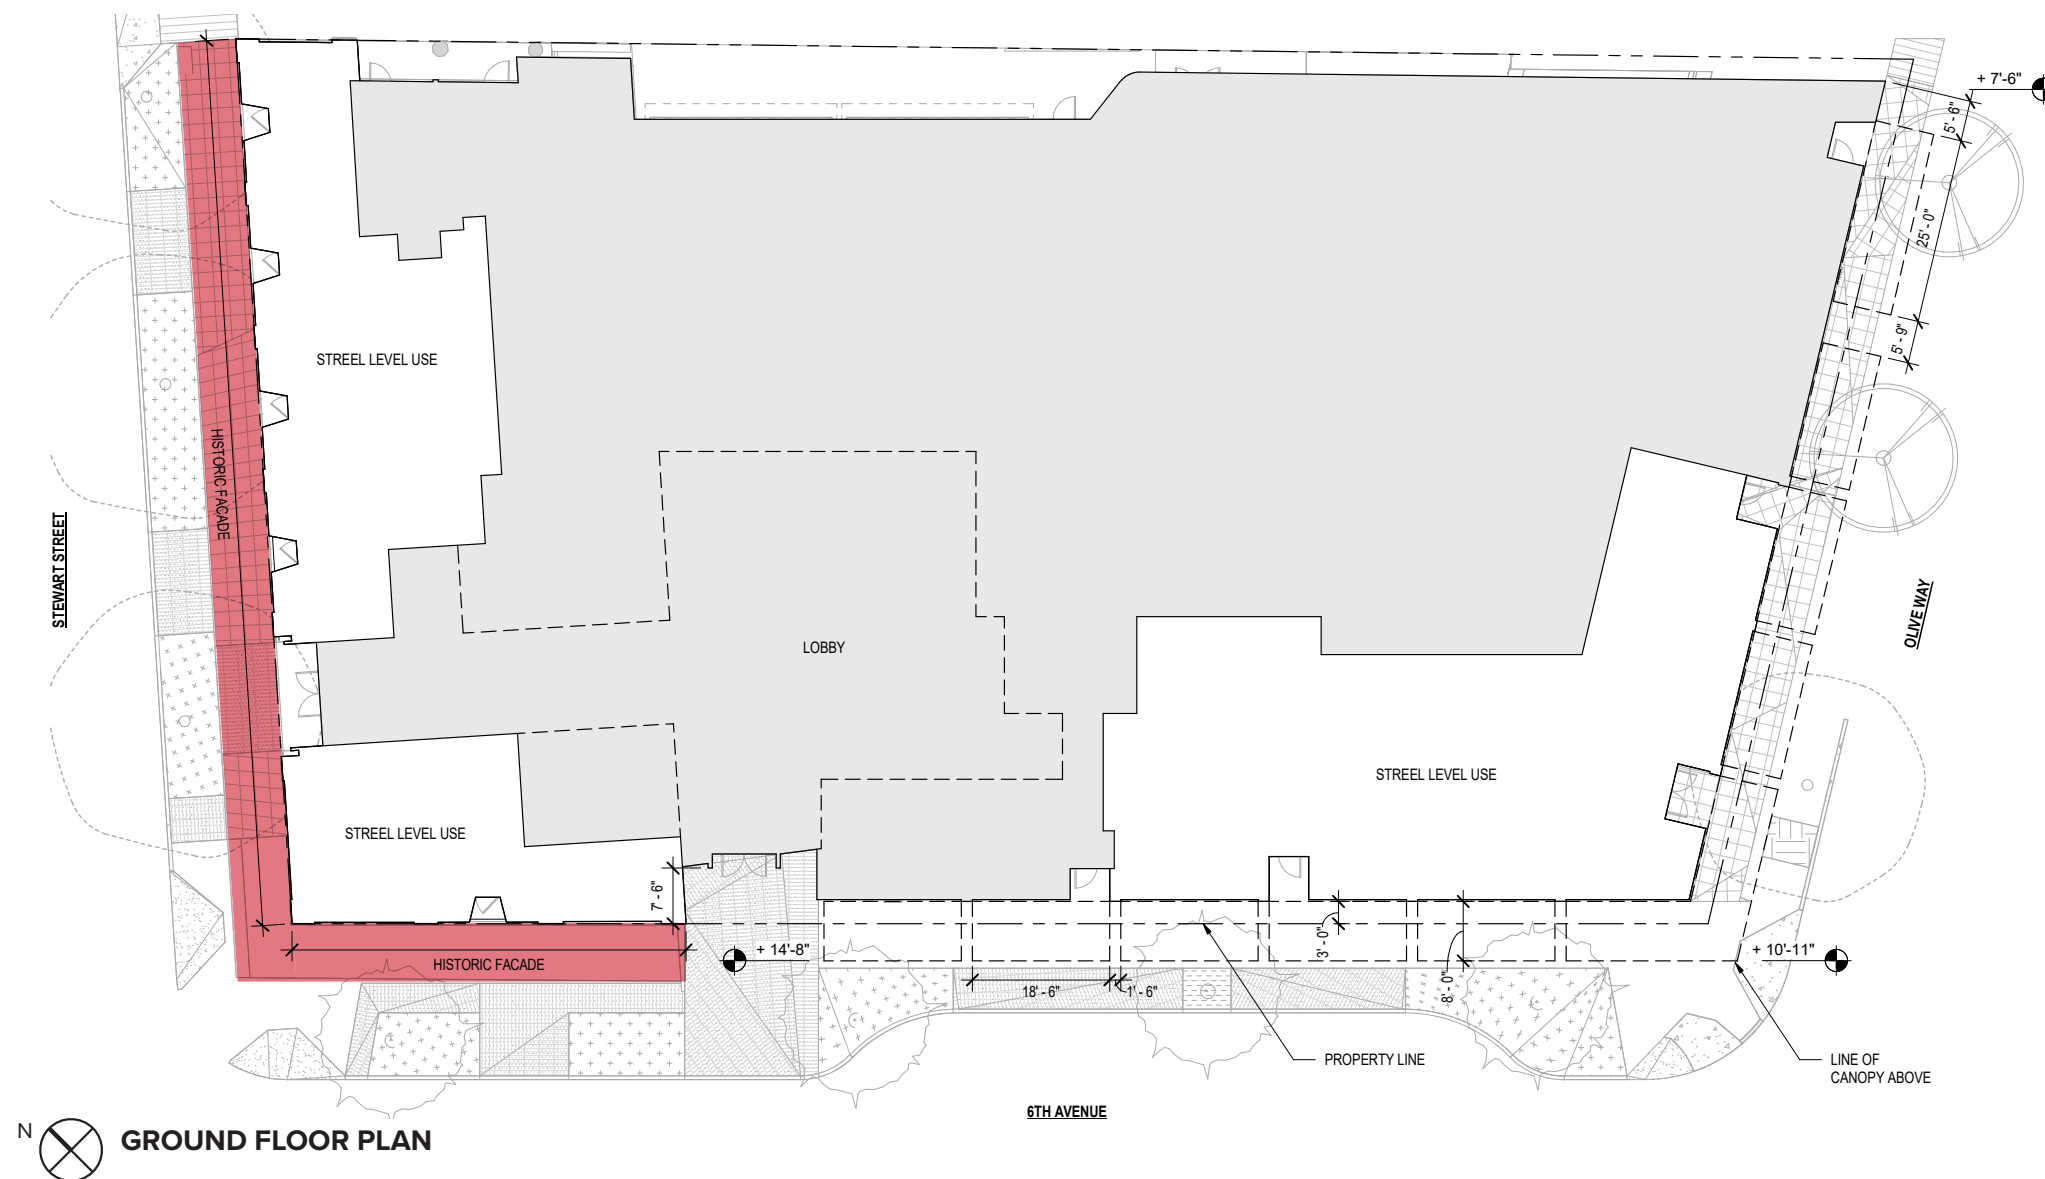 + 7'-6"
5' - 6"
25' - 0"
5' - 9"
STREEL LEVEL USE
HISTORIC FACADE
STEWART STREET
OLIVE WAY
LOBBY
STREEL LEVEL USE
STREEL LEVEL USE
7' - 6"
+ 14'-8"
3' - 0"
8' - 0"
+ 10'-11"
HISTORIC FACADE
18' - 6"
1' - 6"
PROPERTY LINE
LINE OF
CANOPY ABOVE
6TH AVENUE
N
GROUND FLOOR PLAN